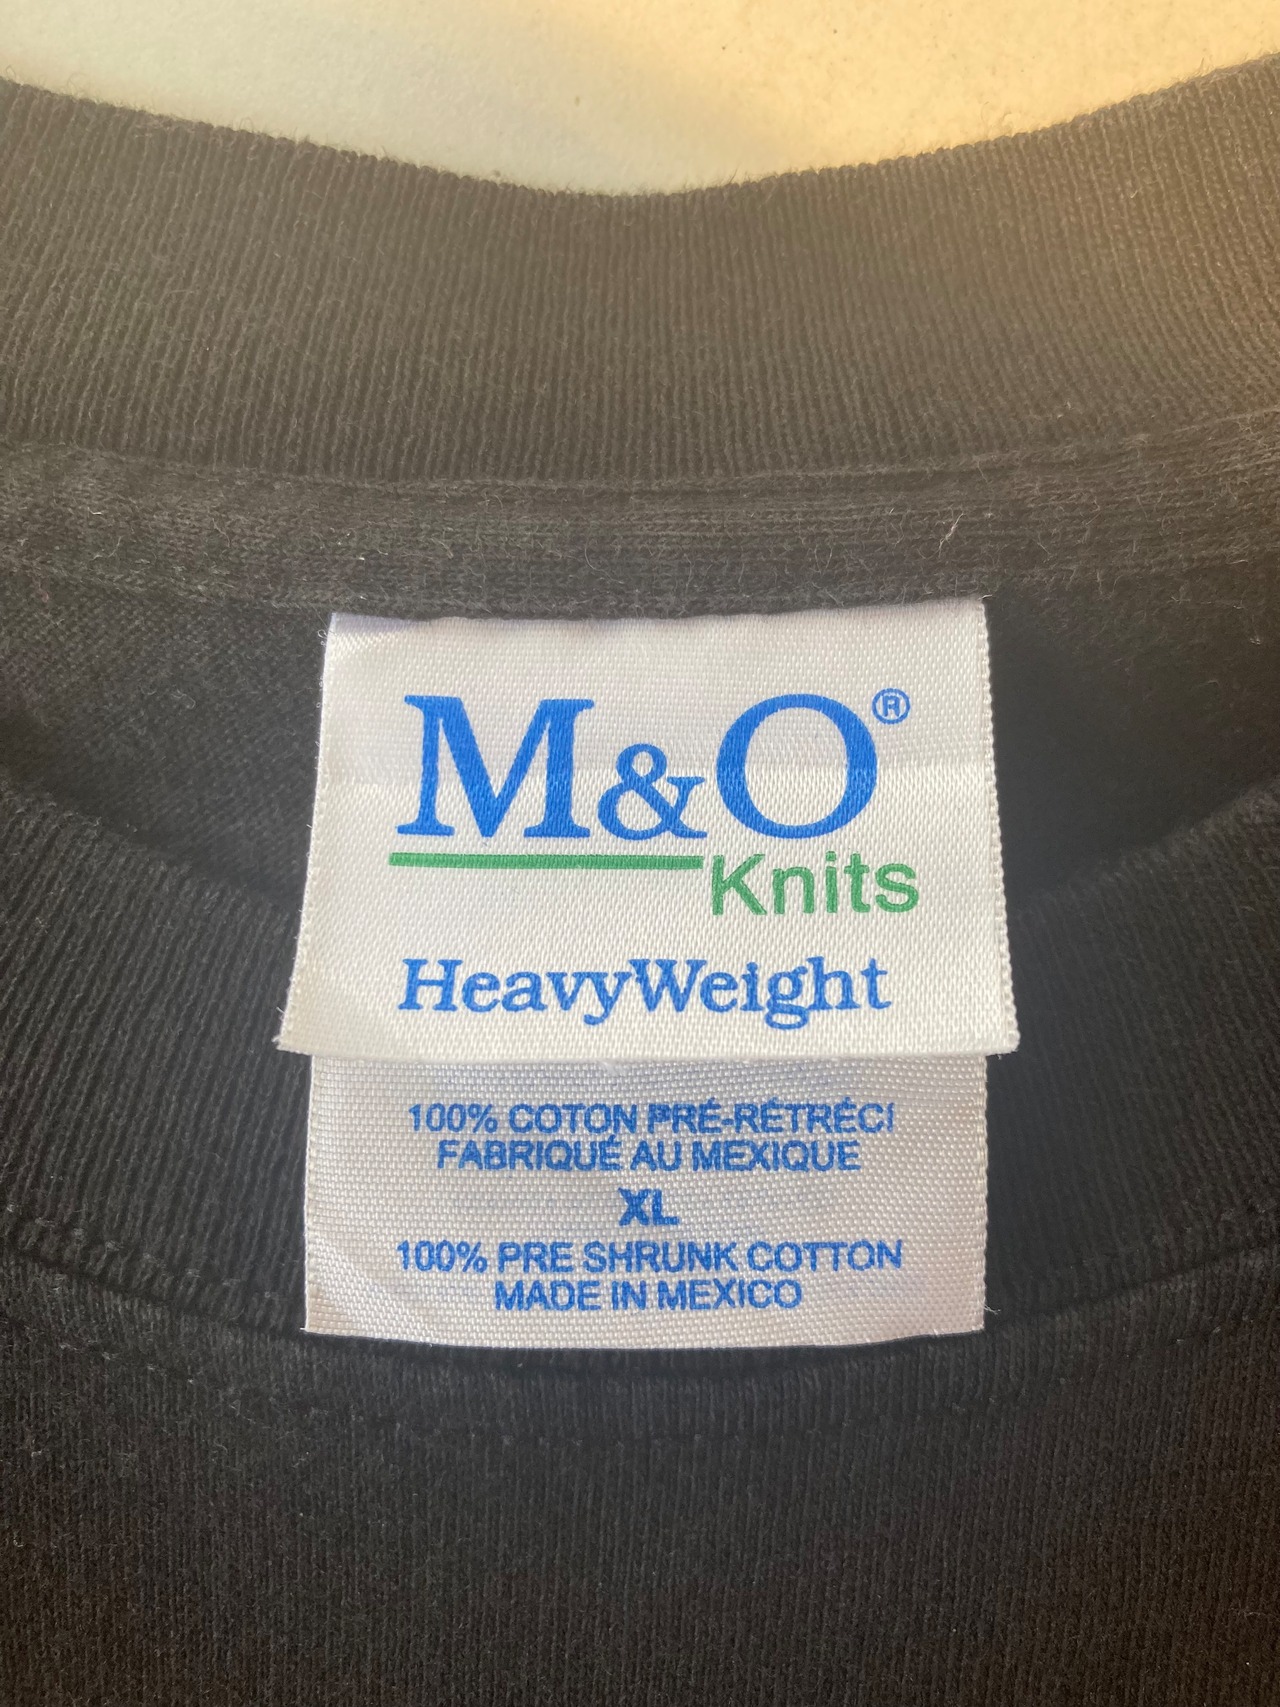 M&O®
Knits
HeavyWeight
100% COTON PRÉ-RÉTRÉCI
FABRIQUÉ AU MEXIQUE
XL
100% PRE SHRUNK COTTON
MADE IN MEXICO